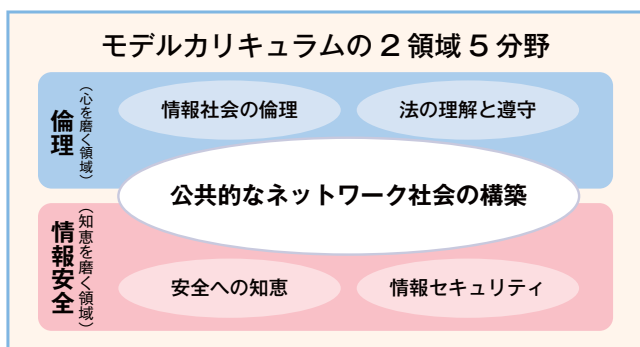 モデルカリキュラムの2領域5分野
倫理
（心を磨く領域）
情報社会の倫理
法の理解と遵守
公共的なネットワーク社会の構築
情報安全
（知恵を磨く領域）
安全への知恵
情報セキュリティ